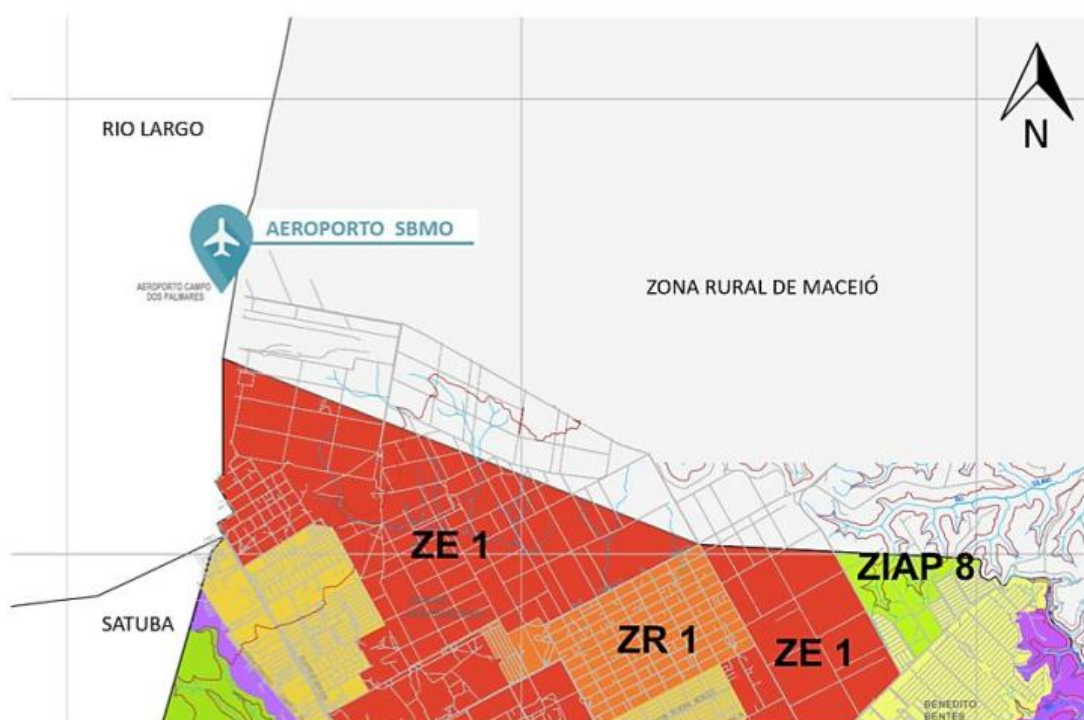 RIO LARGO
N
AEROPORTO SBMO
AEROPORTO CAMPO
DOS PALMARES
ZONA RURAL DE MACEIÓ
ZE 1
ZIAP 8
SATUBA
ZR 1
ZE 1
BENEDITO
BENTES